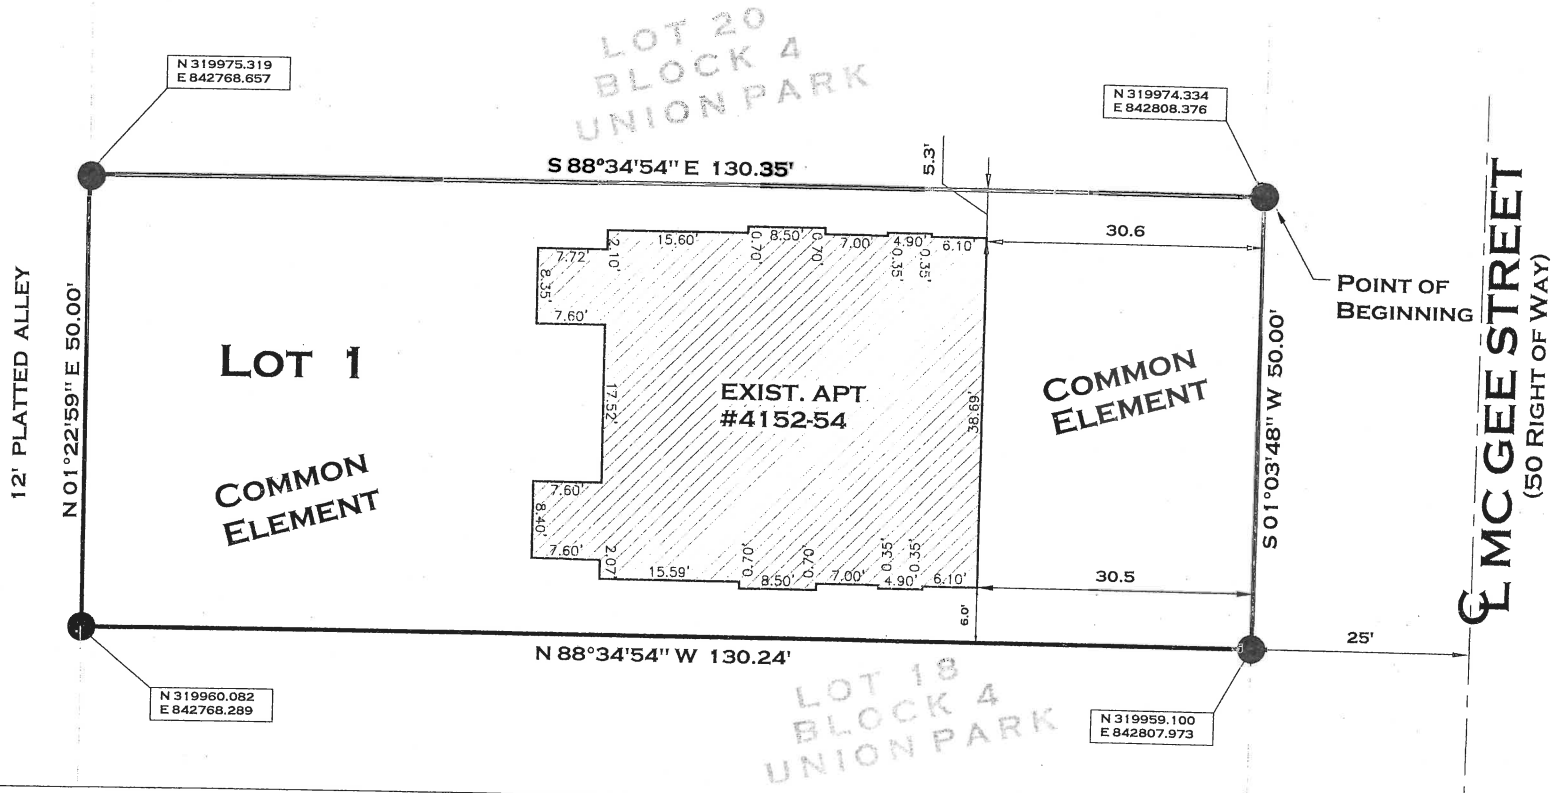 LOT 20
BLOCK 4
UNION PARK
N 319975.319
E 842768.657
N 319974.334
E 842808.376
S 88°34'54" E 130.35'
5.3'
30.6
15.60'
0.70'
8.50'
0.70'
7.00'
0.35'
4.90'
0.35'
6.10'
2.10'
7.72'
8.35'
7.60'
POINT OF
BEGINNING
12' PLATTED ALLEY
N 01°22'59" E 50.00'
LOT 1
17.52'
EXIST. APT
#4152-54
38.69'
COMMON
ELEMENT
S 01°03'48" W 50.00'
MC GEE STREET
(50 RIGHT OF WAY)
COMMON
ELEMENT
7.60'
8.40'
7.60'
2.07'
15.59'
0.70'
8.50'
0.70'
7.00'
0.35'
4.90'
0.35'
6.10'
30.5
6.0'
CL
25'
N 88°34'54" W 130.24'
LOT 18
BLOCK 4
UNION PARK
N 319960.082
E 842768.289
N 319959.100
E 842807.973